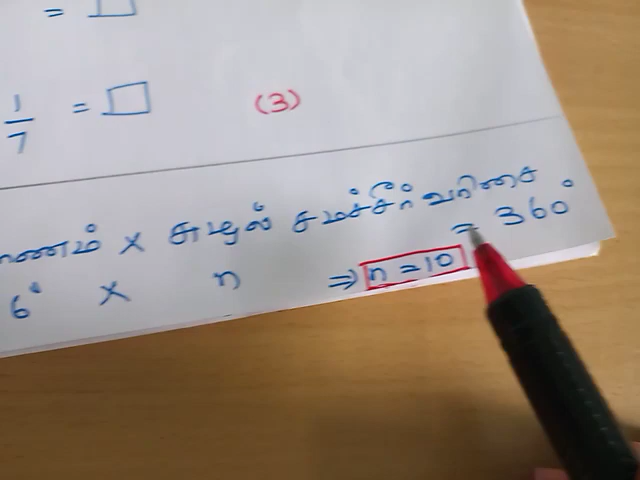 = □
1/7 = □ (3)
× சுழல் சமச்சீர் வரிசை = 360°
6° × n ⇒ n = 10